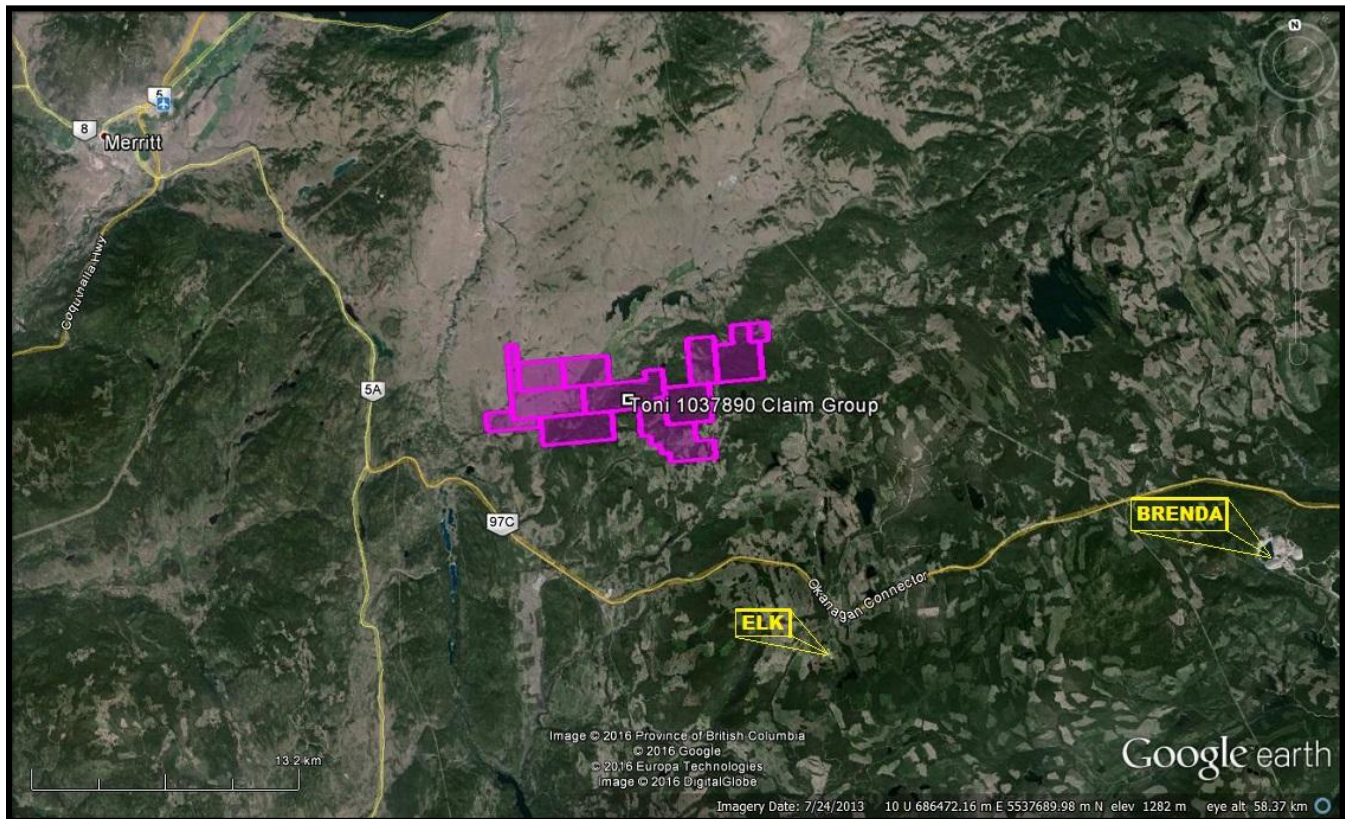 N
5
8
Merritt
Coquihalla Hwy
5A
Toni 1037890 Claim Group
97C
BRENDA
Okanagan Connector
ELK
Image © 2016 Province of British Columbia
© 2016 Google
© 2016 Europa Technologies
Image © 2016 DigitalGlobe
13.2 km
Google earth
Imagery Date: 7/24/2013 10 U 686472.16 m E 5537689.98 m N elev 1282 m eye alt 58.37 km